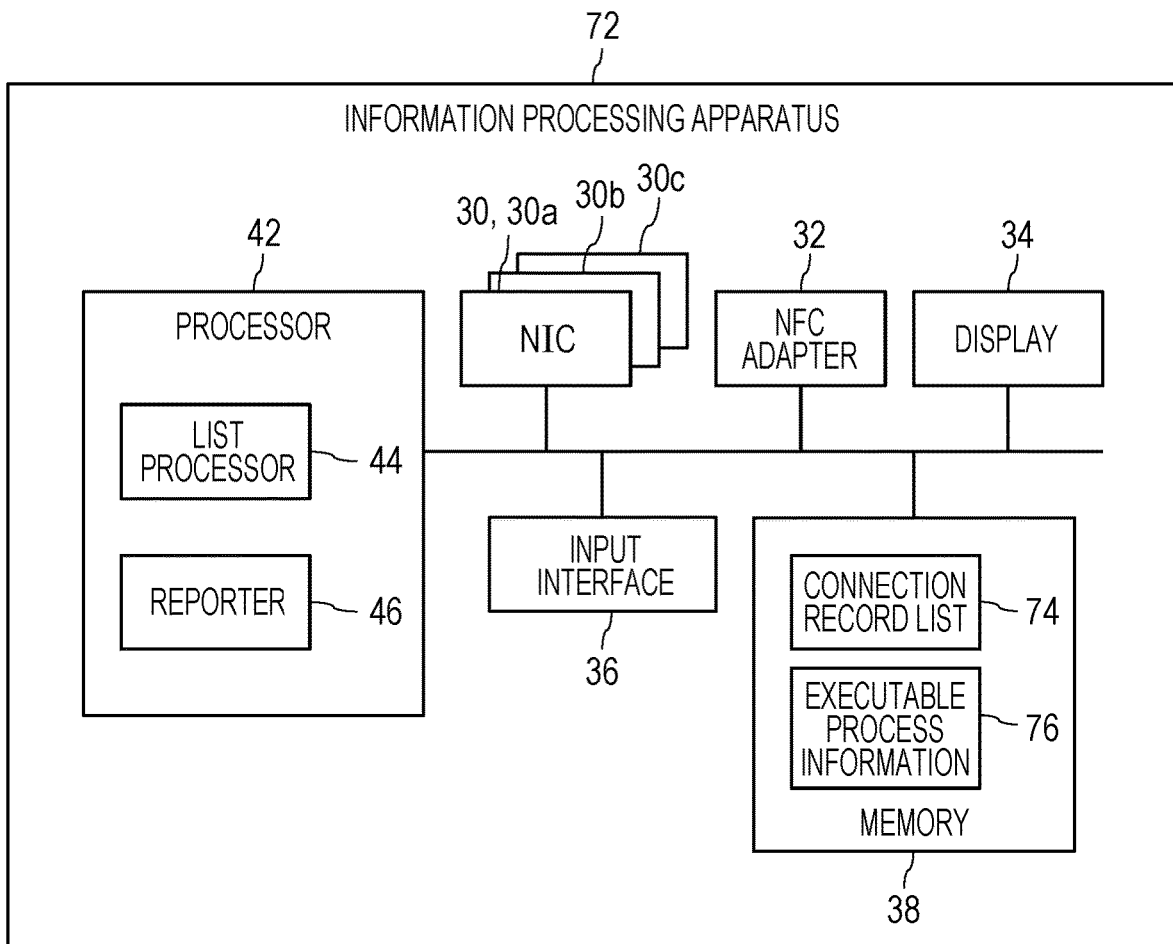 72
INFORMATION PROCESSING APPARATUS
30c
30b
30, 30a
42
32
34
PROCESSOR
NIC
NFC
ADAPTER
DISPLAY
LIST
PROCESSOR
44
REPORTER
46
INPUT
INTERFACE
36
CONNECTION
RECORD LIST
74
EXECUTABLE
PROCESS
INFORMATION
76
MEMORY
38